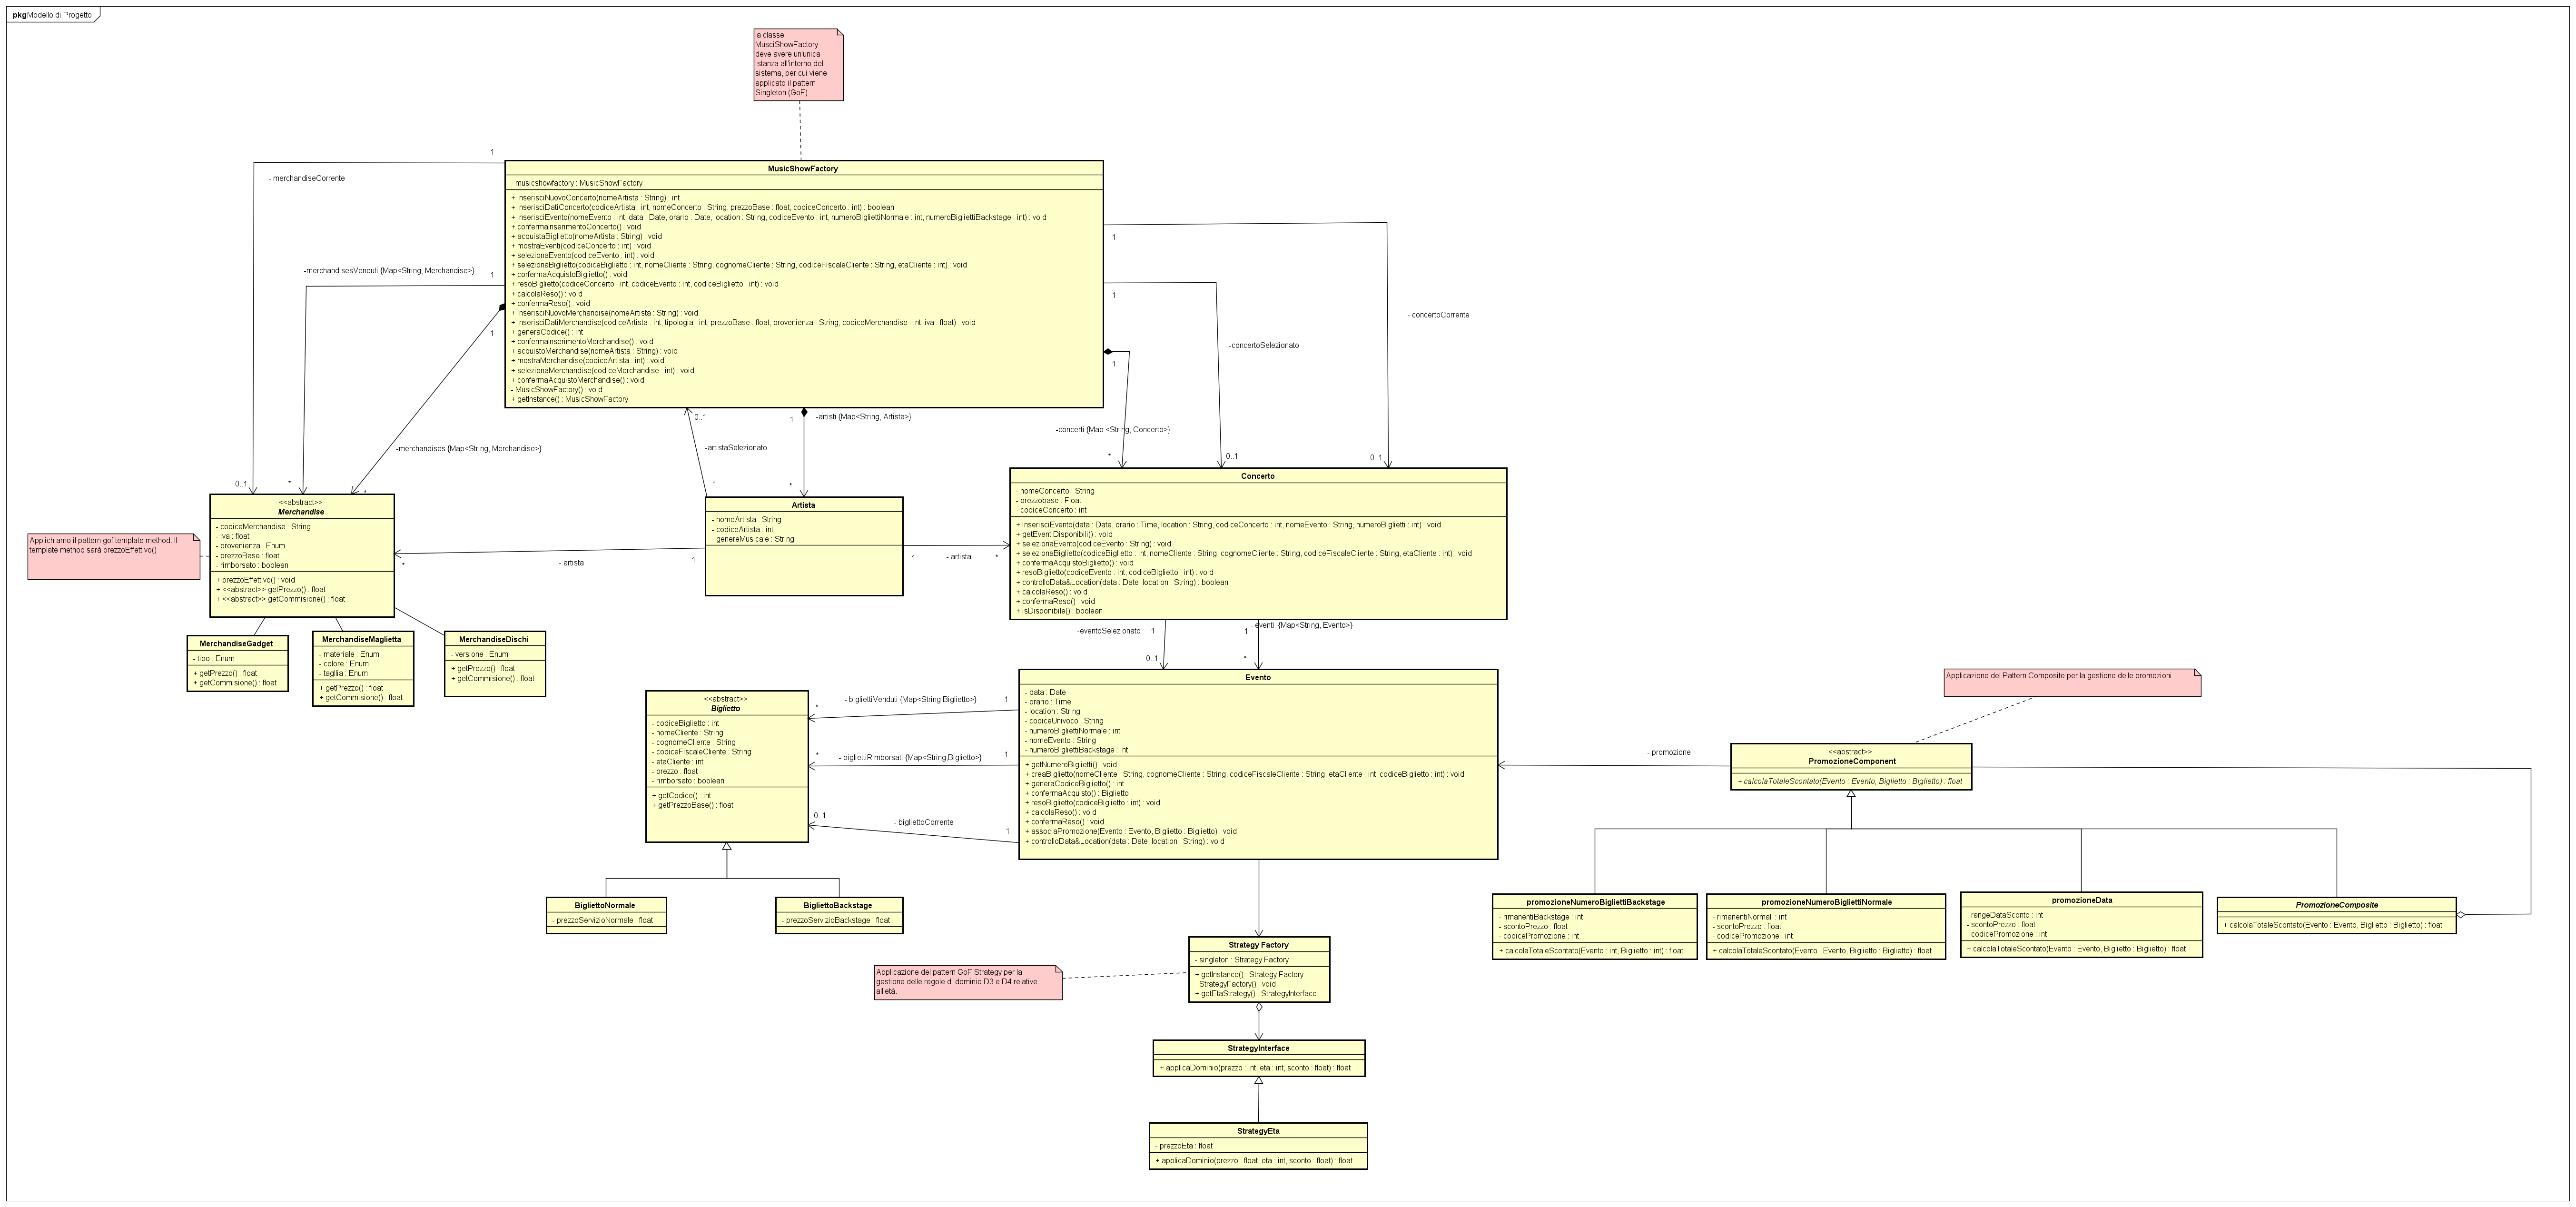 pkg Modello di Progetto
la classe
MusciShowFactory
deve avere un'unica
istanza all'interno del
sistema, per cui viene
applicato il pattern
Singleton (GoF)
MusicShowFactory
- musicshowfactory : MusicShowFactory
+ inserisciNuovoConcerto(nomeArtista : String) : int
+ inserisciDatiConcerto(codiceArtista : int, nomeConcerto : String, prezzoBase : float, codiceConcerto : int) : boolean
+ inserisciEvento(nomeEvento : int, data : Date, orario : Date, location : String, codiceEvento : int, numeroBigliettiNormale : int, numeroBigliettiBackstage : int) : void
+ confermaInserimentoConcerto() : void
+ acquistaBiglietto(nomeArtista : String) : void
+ mostraEventi(codiceConcerto : int) : void
+ selezionaEvento(codiceEvento : int) : void
+ selezionaBiglietto(codiceBiglietto : int, nomeCliente : String, cognomeCliente : String, codiceFiscaleCliente : String, etaCliente : int) : void
+ confermaAcquistoBiglietto() : void
+ resoBiglietto(codiceConcerto : int, codiceEvento : int, codiceBiglietto : int) : void
+ calcolaReso() : void
+ confermaReso() : void
+ inserisciNuovoMerchandise(nomeArtista : String) : void
+ inserisciDatiMerchandise(codiceArtista : int, tipologia : int, prezzoBase : float, provenienza : String, codiceMerchandise : int, iva : float) : void
+ generaCodice() : int
+ confermaInserimentoMerchandise() : void
+ acquistoMerchandise(nomeArtista : String) : void
+ mostraMerchandise(codiceArtista : int) : void
+ selezionaMerchandise(codiceMerchandise : int) : void
+ confermaAcquistoMerchandise() : void
- MusicShowFactory() : void
+ getInstance() : MusicShowFactory
1
- merchandiseCorrente
0..1
1
-merchandisesVenduti {Map<String, Merchandise>}
*
1
-merchandises {Map<String, Merchandise>}
*
0..1
-artistaSelezionato
1
1
-artisti {Map<String, Artista>}
*
1
-concerti {Map <String, Concerto>}
*
1
-concertoSelezionato
0..1
1
- concertoCorrente
0..1
<<abstract>>
Merchandise
- codiceMerchandise : String
- iva : float
- provenienza : Enum
- prezzoBase : float
- rimborsato : boolean
+ prezzoEffettivo() : void
+ <<abstract>> getPrezzo() : float
+ <<abstract>> getCommisione() : float
Applichiamo il pattern gof template method. Il
template method sarà prezzoEffettivo()
*
- artista
1
Artista
- nomeArtista : String
- codiceArtista : int
- genereMusicale : String
1
- artista
*
Concerto
- nomeConcerto : String
- prezzobase : Float
- codiceConcerto : int
+ inserisciEvento(data : Date, orario : Time, location : String, codiceConcerto : int, nomeEvento : String, numeroBiglietti : int) : void
+ getEventiDisponibili() : void
+ selezionaEvento(codiceEvento : String) : void
+ selezionaBiglietto(codiceBiglietto : int, nomeCliente : String, cognomeCliente : String, codiceFiscaleCliente : String, etaCliente : int) : void
+ confermaAcquistoBiglietto() : void
+ resoBiglietto(codiceEvento : int, codiceBiglietto : int) : void
+ controlloData&Location(data : Date, location : String) : boolean
+ calcolaReso() : void
+ confermaReso() : void
+ isDisponibile() : boolean
MerchandiseGadget
- tipo : Enum
+ getPrezzo() : float
+ getCommisione() : float
MerchandiseMaglietta
- materiale : Enum
- colore : Enum
- taglia : Enum
+ getPrezzo() : float
+ getCommisione() : float
MerchandiseDischi
- versione : Enum
+ getPrezzo() : float
+ getCommisione() : float
-eventoSelezionato
1
0..1
1
- eventi {Map<String, Evento>}
*
Evento
- data : Date
- orario : Time
- location : String
- codiceUnivoco : String
- numeroBigliettiNormale : int
- nomeEvento : String
- numeroBigliettiBackstage : int
+ getNumeroBiglietti() : void
+ creaBiglietto(nomeCliente : String, cognomeCliente : String, codiceFiscaleCliente : String, etaCliente : int, codiceBiglietto : int) : void
+ generaCodiceBiglietto() : int
+ confermaAcquisto() : Biglietto
+ resoBiglietto(codiceBiglietto : int) : void
+ calcolaReso() : void
+ confermaReso() : void
+ associaPromozione(Evento : Evento, Biglietto : Biglietto) : void
+ controlloData&Location(data : Date, location : String) : void
<<abstract>>
Biglietto
- codiceBiglietto : int
- nomeCliente : String
- cognomeCliente : String
- codiceFiscaleCliente : String
- etaCliente : int
- prezzo : float
- rimborsato : boolean
+ getCodice() : int
+ getPrezzoBase() : float
*
- bigliettiVenduti {Map<String,Biglietto>}
1
*
- bigliettiRimborsati {Map<String,Biglietto>}
1
0..1
- bigliettoCorrente
1
BigliettoNormale
- prezzoServizioNormale : float
BigliettoBackstage
- prezzoServizioBackstage : float
Applicazione del Pattern Composite per la gestione delle promozioni
- promozione
<<abstract>>
PromozioneComponent
+ calcolaTotaleScontato(Evento : Evento, Biglietto : Biglietto) : float
promozioneNumeroBigliettiBackstage
- rimanentiBackstage : int
- scontoPrezzo : float
- codicePromozione : int
+ calcolaTotaleScontato(Evento : int, Biglietto : int) : float
promozioneNumeroBigliettiNormale
- rimanentiNormali : int
- scontoPrezzo : float
- codicePromozione : int
+ calcolaTotaleScontato(Evento : Evento, Biglietto : Biglietto) : float
promozioneData
- rangeDataSconto : int
- scontoPrezzo : float
- codicePromozione : int
+ calcolaTotaleScontato(Evento : Evento, Biglietto : Biglietto) : float
PromozioneComposite
+ calcolaTotaleScontato(Evento : Evento, Biglietto : Biglietto) : float
Applicazione del pattern GoF Strategy per la
gestione delle regole di dominio D3 e D4 relative
all'età.
Strategy Factory
- singleton : Strategy Factory
+ getInstance() : Strategy Factory
- StrategyFactory() : void
+ getEtaStrategy() : StrategyInterface
StrategyInterface
+ applicaDominio(prezzo : int, eta : int, sconto : float) : float
StrategyEta
- prezzoEta : float
+ applicaDominio(prezzo : float, eta : int, sconto : float) : float